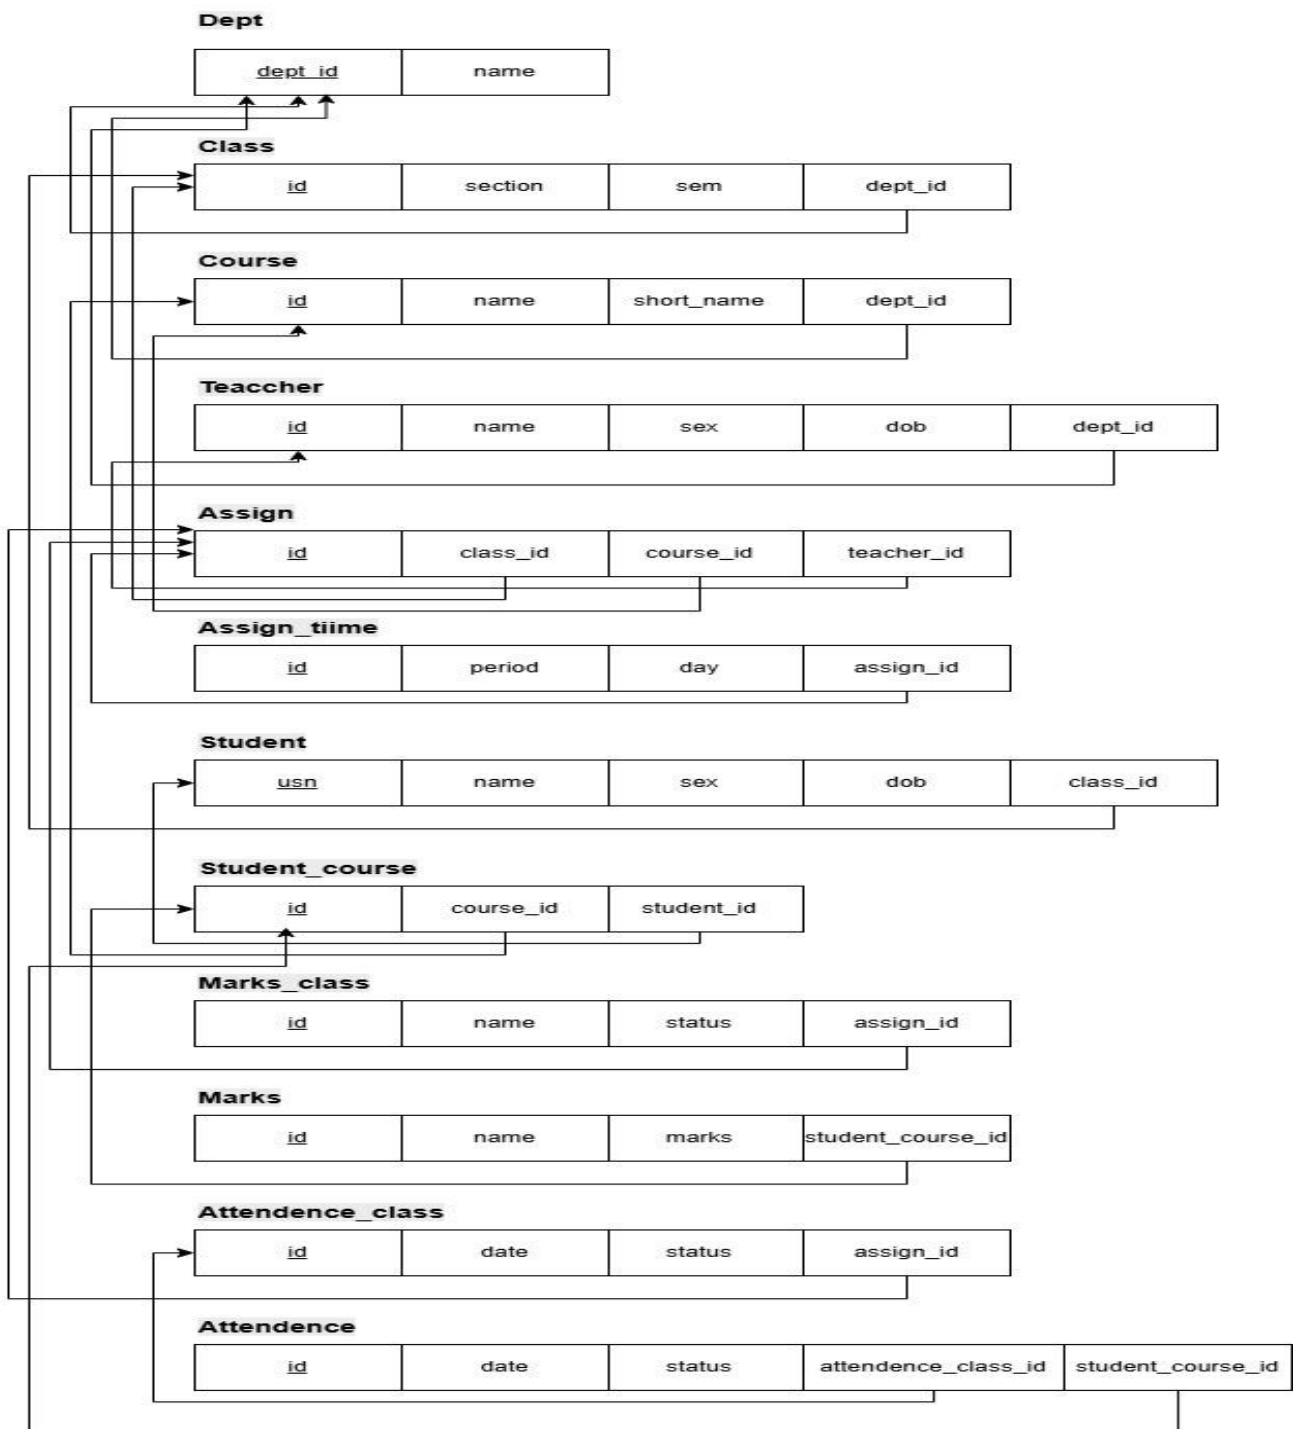 Dept
dept_id name
Class
id section sem dept_id
Course
id name short_name dept_id
Teaccher
id name sex dob dept_id
Assign
id class_id course_id teacher_id
Assign_tiime
id period day assign_id
Student
usn name sex dob class_id
Student_course
id course_id student_id
Marks_class
id name status assign_id
Marks
id name marks student_course_id
Attendence_class
id date status assign_id
Attendence
id date status attendence_class_id student_course_id